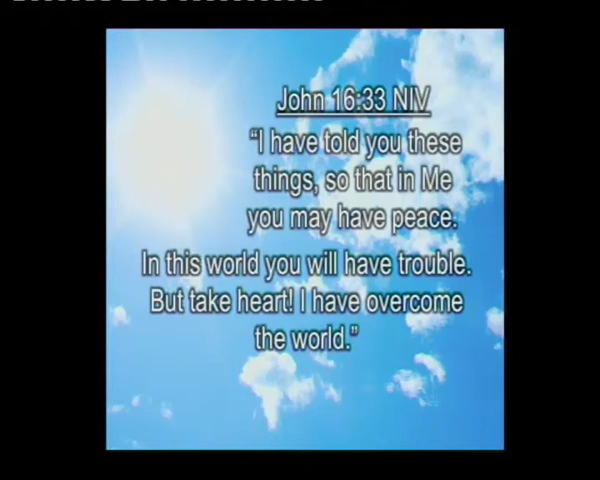 John 16:33 NIV
“I have told you these
things, so that in Me
you may have peace.
In this world you will have trouble.
But take heart! I have overcome
the world.”